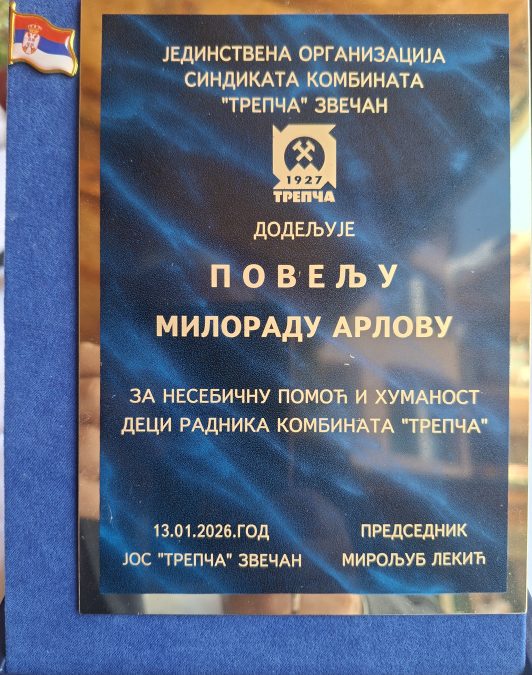 ЈЕДИНСТВЕНА ОРГАНИЗАЦИЈА
СИНДИКАТА КОМБИНАТА
"ТРЕПЧА" ЗВЕЧАН
1927
ТРЕПЧА
ДОДЕЉУЈЕ
ПОВЕЉУ
МИЛОРАДУ АРЛОВУ
ЗА НЕСЕБИЧНУ ПОМОЋ И ХУМАНОСТ
ДЕЦИ РАДНИКА КОМБИНАТА "ТРЕПЧА"
13.01.2026.ГОД
ЈОС "ТРЕПЧА" ЗВЕЧАН
ПРЕДСЕДНИК
МИРОЉУБ ЛЕКИЋ